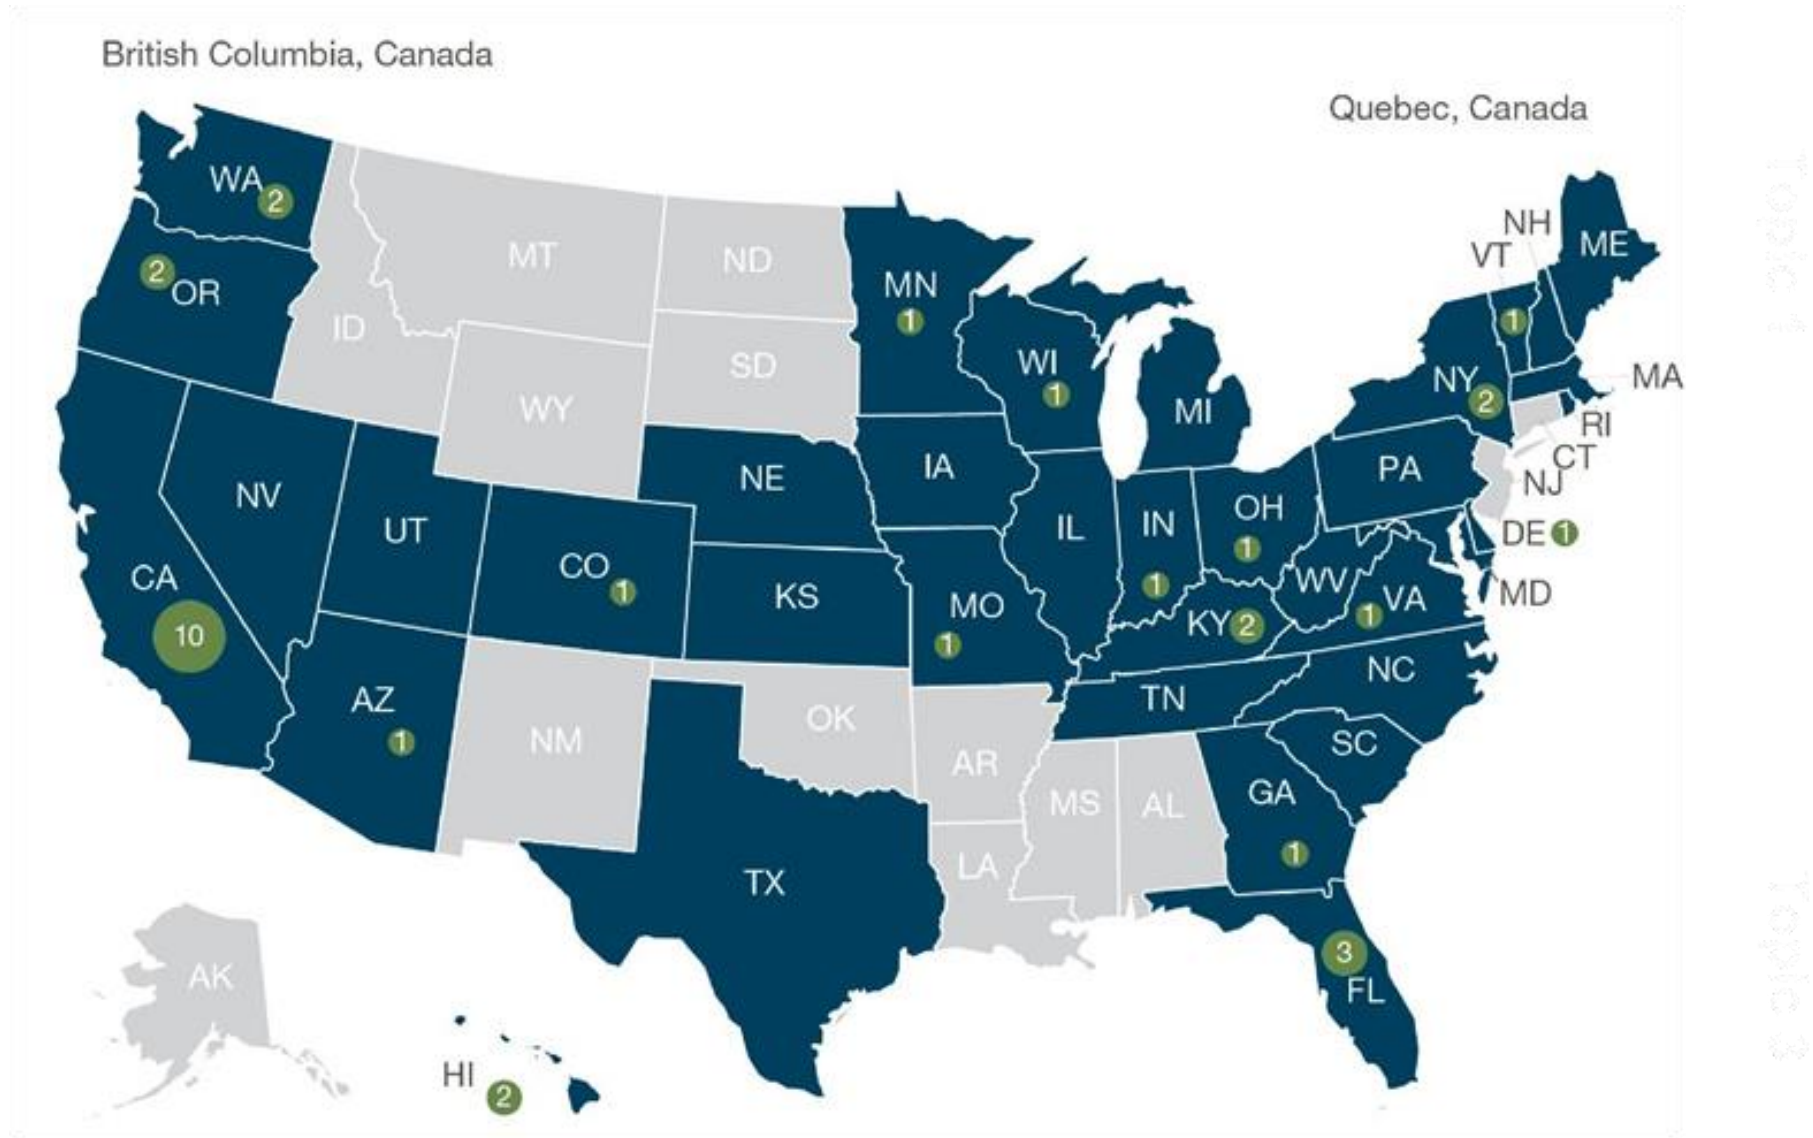 British Columbia, Canada
Quebec, Canada
WA 2
NH
VT
ME
MT
ND
2 OR
MN
1
ID
1
WI
1
SD
NY 2
MA
WY
MI
RI
CT
PA
IA
NE
NJ
NV
OH
1
IL
IN
1
UT
DE 1
CO 1
CA
10
KS
WV
VA
1
MD
MO
1
KY 2
NC
AZ
1
TN
OK
NM
SC
AR
GA
1
MS
AL
LA
TX
3
FL
AK
HI
2